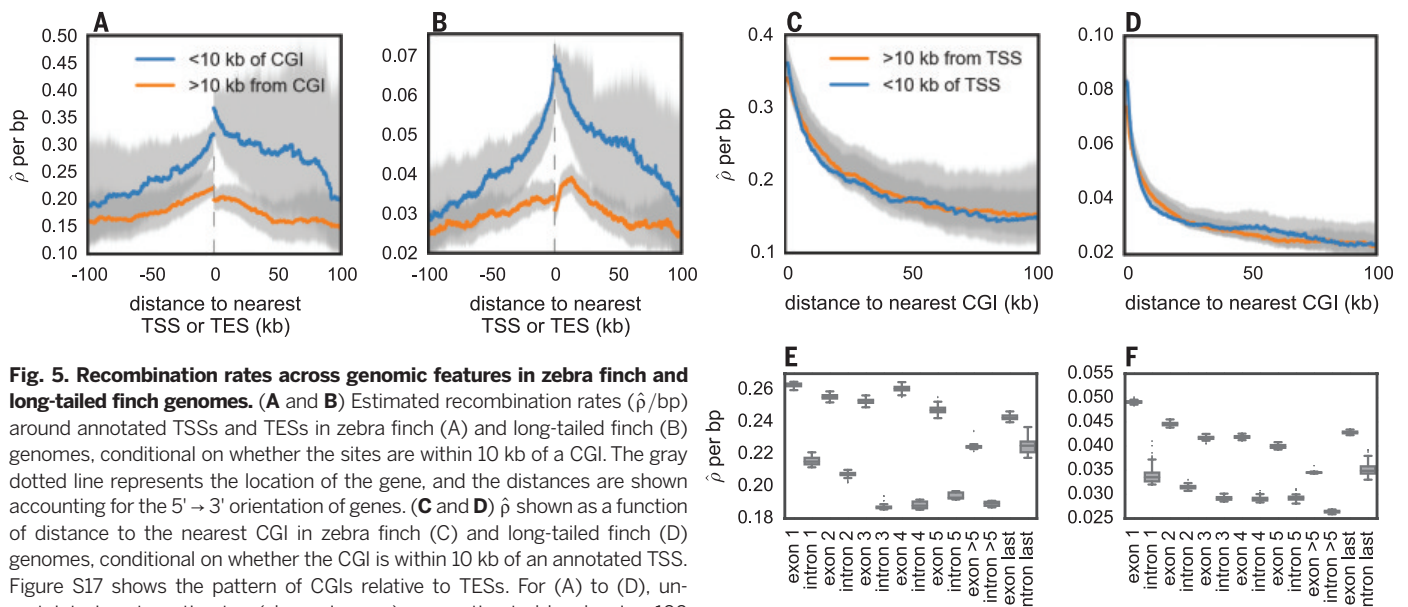 A
0.50
0.45
0.40
0.35
0.30
0.25
0.20
0.15
0.10
ρ̂ per bp
<10 kb of CGI
>10 kb from CGI
-100 -50 0 50 100
distance to nearest
TSS or TES (kb)
B
0.07
0.06
0.05
0.04
0.03
0.02
-100 -50 0 50 100
distance to nearest
TSS or TES (kb)
C
0.4
0.3
0.2
0.1
ρ̂ per bp
>10 kb from TSS
<10 kb of TSS
0 50 100
distance to nearest CGI (kb)
D
0.10
0.08
0.06
0.04
0.02
0 50 100
distance to nearest CGI (kb)
Fig. 5. Recombination rates across genomic features in zebra finch and
long-tailed finch genomes. (A and B) Estimated recombination rates (ρ̂/bp)
around annotated TSSs and TESs in zebra finch (A) and long-tailed finch (B)
genomes, conditional on whether the sites are within 10 kb of a CGI. The gray
dotted line represents the location of the gene, and the distances are shown
accounting for the 5' → 3' orientation of genes. (C and D) ρ̂ shown as a function
of distance to the nearest CGI in zebra finch (C) and long-tailed finch (D)
genomes, conditional on whether the CGI is within 10 kb of an annotated TSS.
Figure S17 shows the pattern of CGIs relative to TESs. For (A) to (D), un-
E
0.26
0.24
0.22
0.20
0.18
ρ̂ per bp
exon 1
intron 1
exon 2
intron 2
exon 3
intron 3
exon 4
intron 4
exon 5
intron 5
exon >5
intron >5
exon last
intron last
F
0.055
0.050
0.045
0.040
0.035
0.030
0.025
exon 1
intron 1
exon 2
intron 2
exon 3
intron 3
exon 4
intron 4
exon 5
intron 5
exon >5
intron >5
exon last
intron last